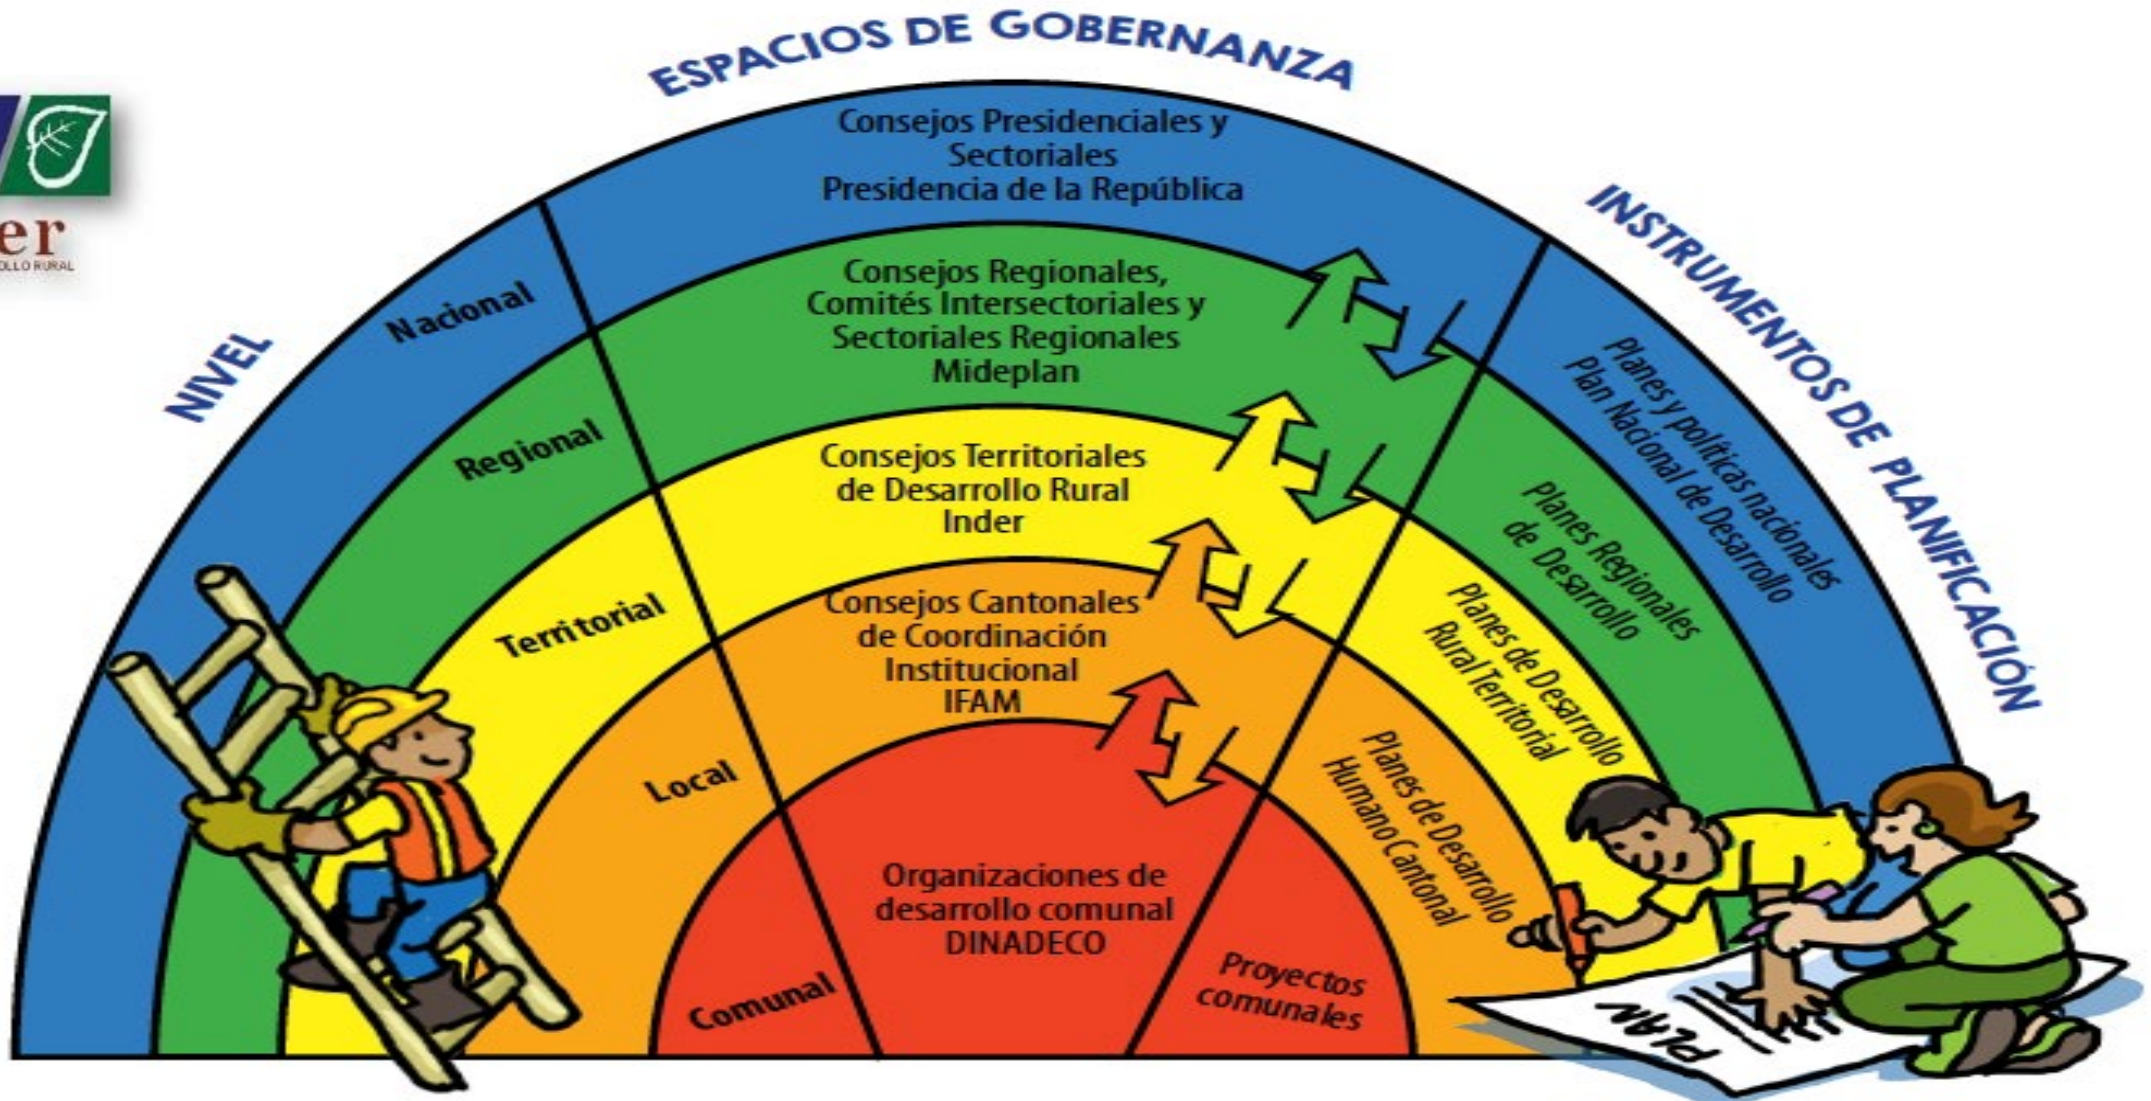 ESPACIOS DE GOBERNANZA
er
OLLO RURAL
NIVEL
INSTRUMENTOS DE PLANIFICACIÓN
Nacional
Consejos Presidenciales y
Sectoriales
Presidencia de la República
Planes y políticas nacionales
Plan Nacional de Desarrollo
Regional
Consejos Regionales,
Comités Intersectoriales y
Sectoriales Regionales
Mideplan
Planes Regionales
de Desarrollo
Territorial
Consejos Territoriales
de Desarrollo Rural
Inder
Planes de Desarrollo
Rural Territorial
Local
Consejos Cantonales
de Coordinación
Institucional
IFAM
Planes de Desarrollo
Humano Cantonal
Comunal
Organizaciones de
desarrollo comunal
DINADECO
Proyectos
comunales
PLAN